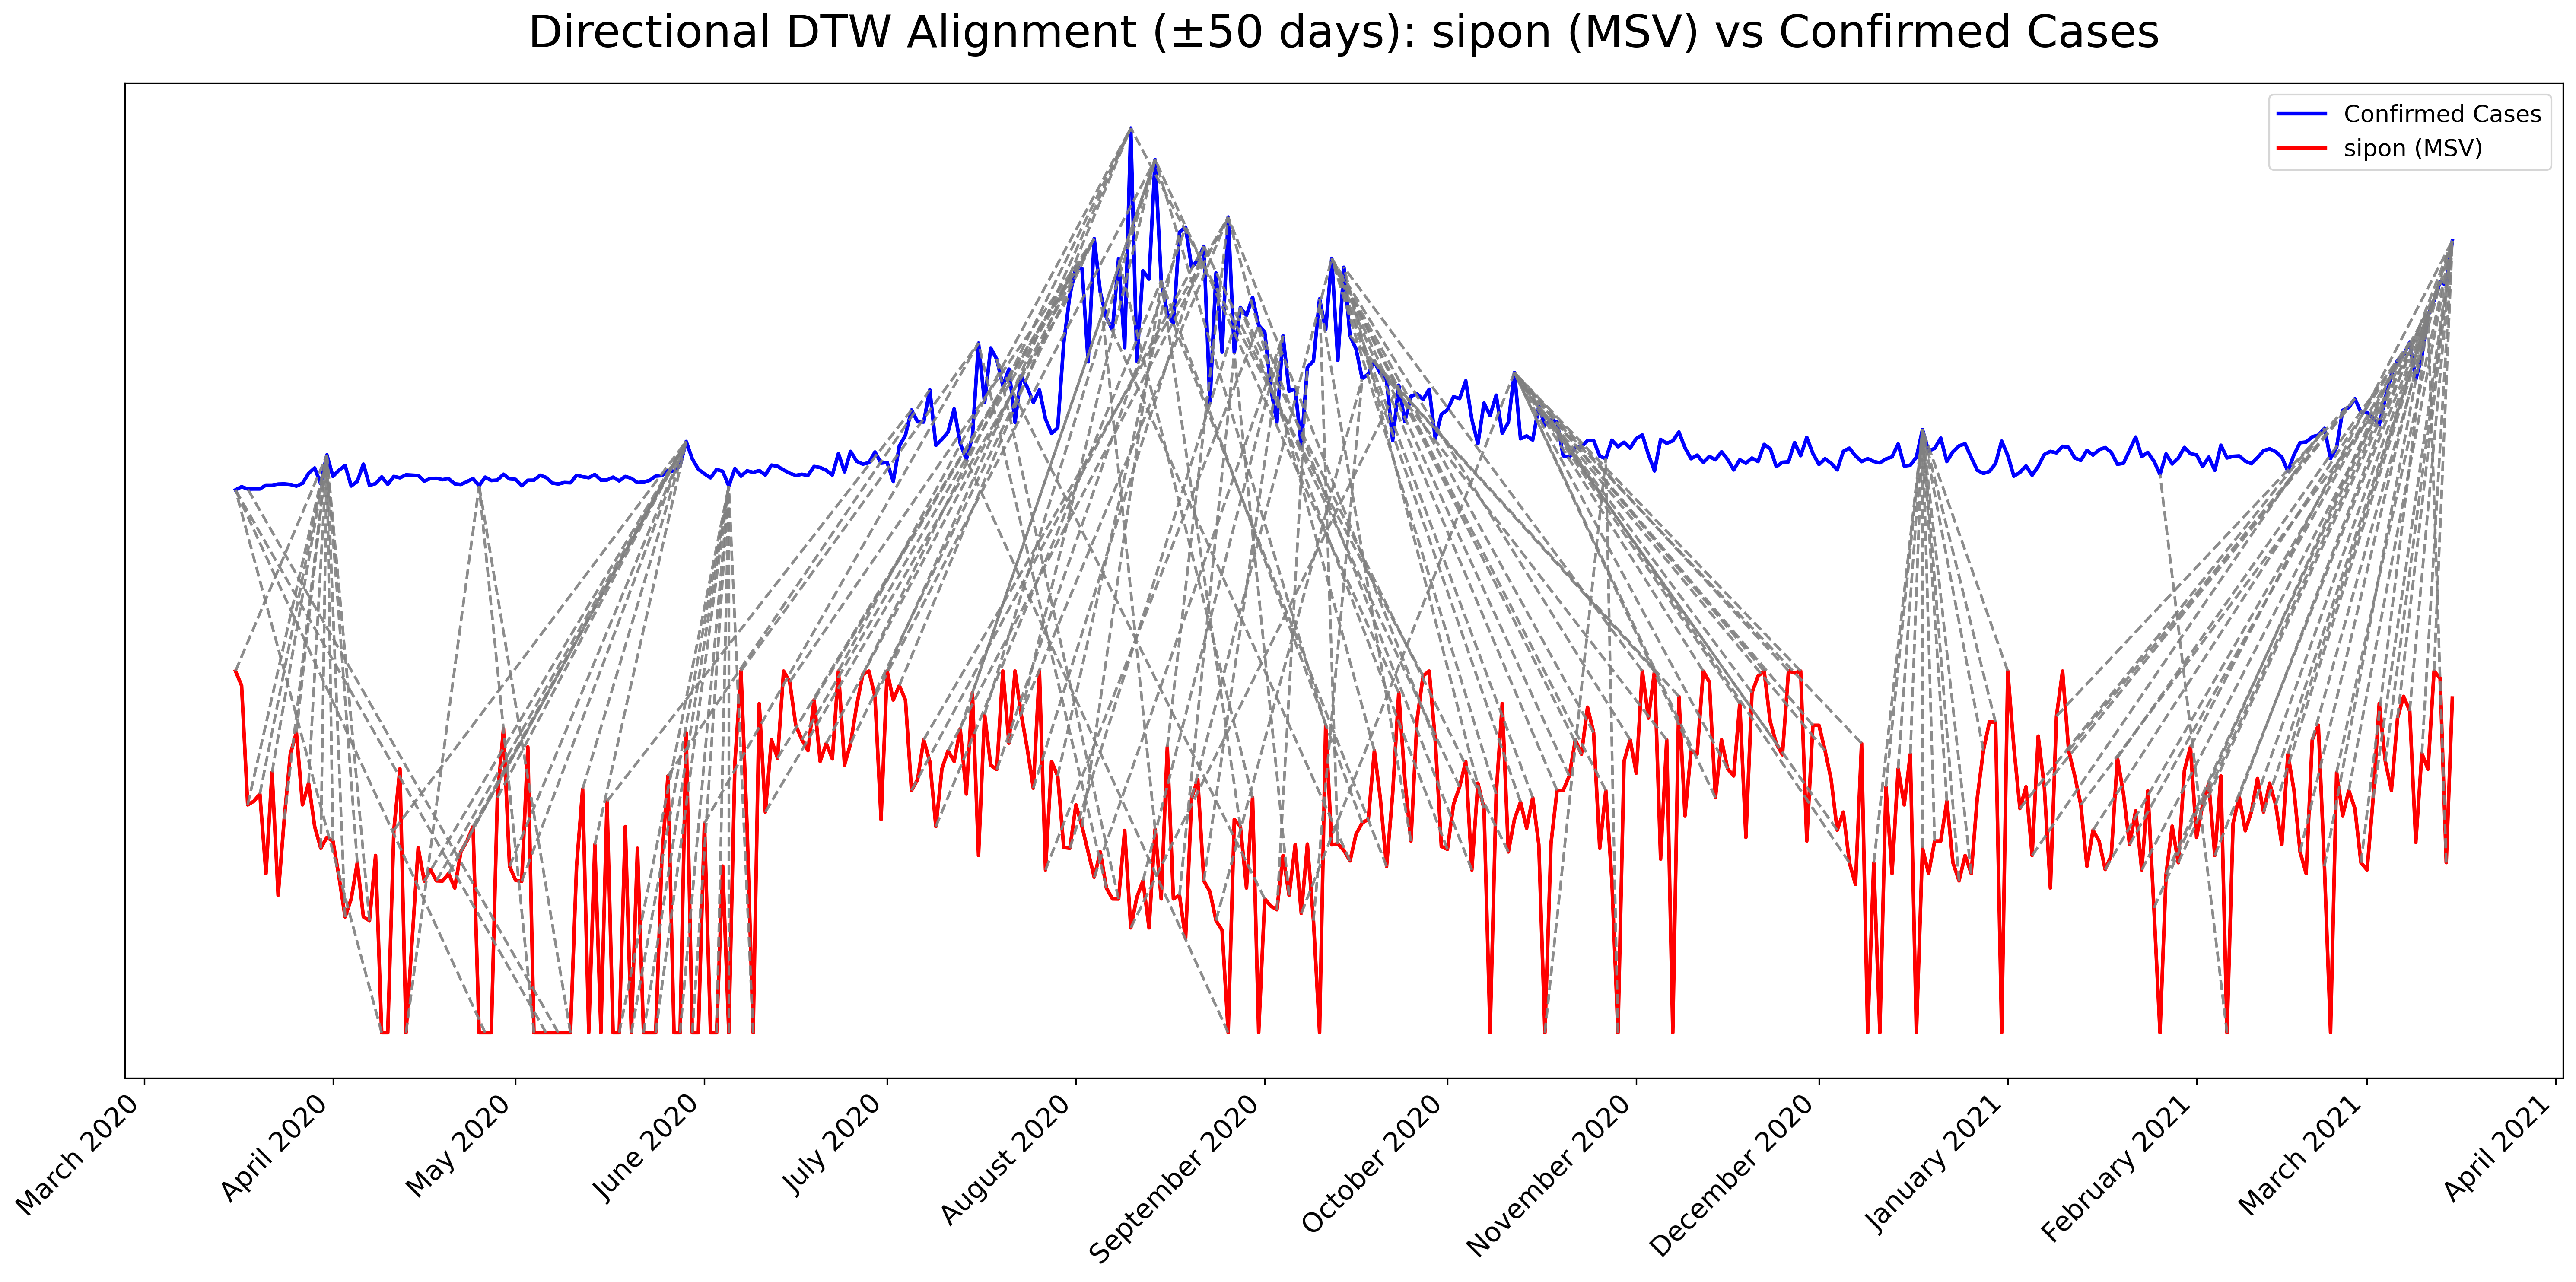 Directional DTW Alignment (±50 days): sipon (MSV) vs Confirmed Cases
Confirmed Cases
sipon (MSV)
March 2020
April 2020
May 2020
June 2020
July 2020
August 2020
September 2020
October 2020
November 2020
December 2020
January 2021
February 2021
March 2021
April 2021